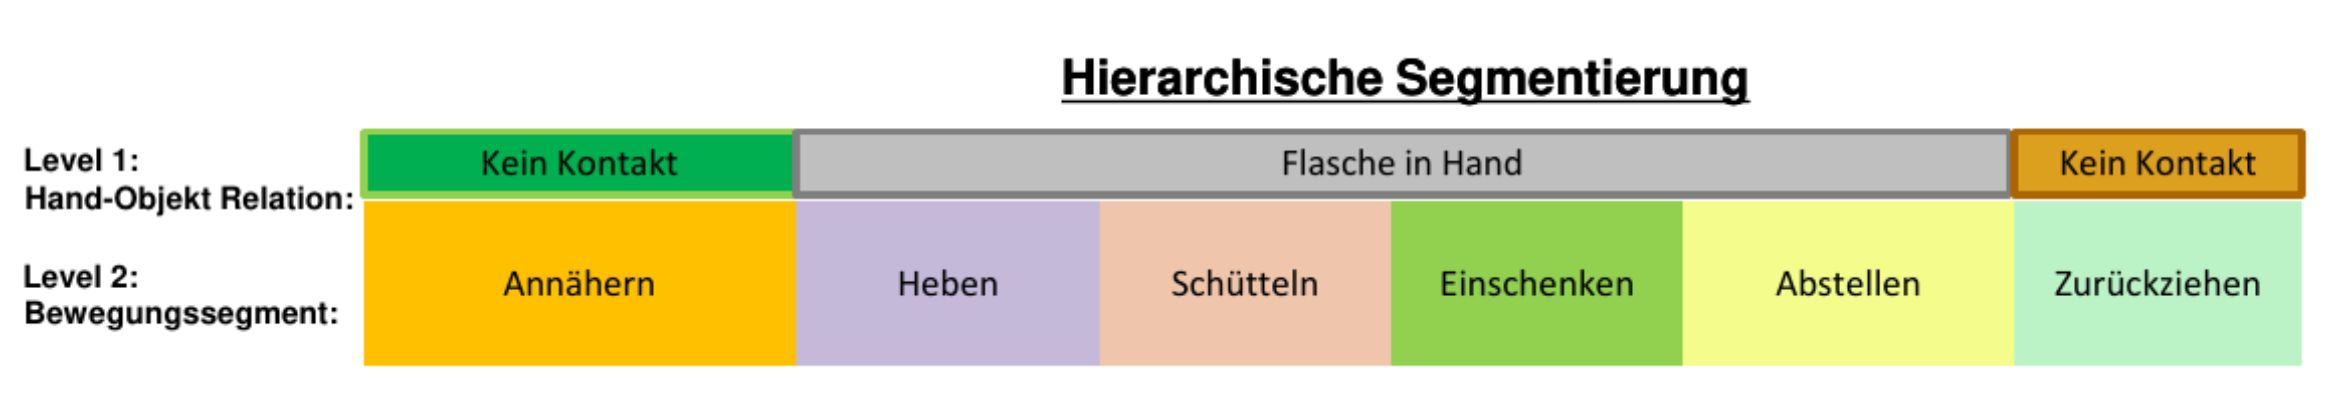 Hierarchische Segmentierung
Level 1:
Hand-Objekt Relation:
Kein Kontakt
Flasche in Hand
Kein Kontakt
Level 2:
Bewegungssegment:
Annähern
Heben
Schütteln
Einschenken
Abstellen
Zurückziehen